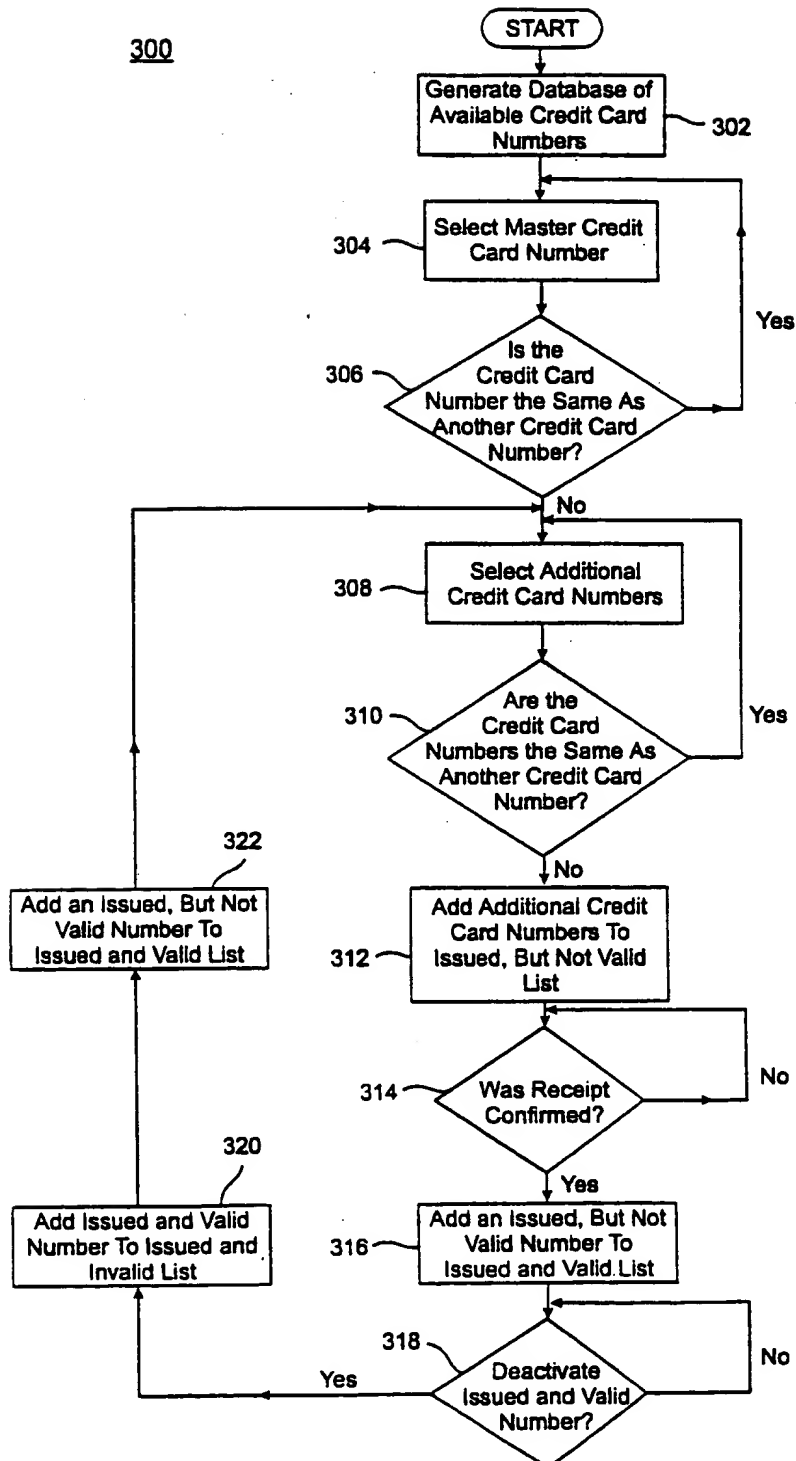 300
START
Generate Database of
Available Credit Card
Numbers
302
304
Select Master Credit
Card Number
Yes
306
Is the
Credit Card
Number the Same As
Another Credit Card
Number?
No
308
Select Additional
Credit Card Numbers
310
Are the
Credit Card
Numbers the Same As
Another Credit Card
Number?
Yes
No
322
Add an Issued, But Not
Valid Number To
Issued and Valid List
312
Add Additional Credit
Card Numbers To
Issued, But Not Valid
List
314
Was Receipt
Confirmed?
No
Yes
320
Add Issued and Valid
Number To Issued and
Invalid List
316
Add an Issued, But Not
Valid Number To
Issued and Valid List
318
Deactivate
Issued and Valid
Number?
No
Yes